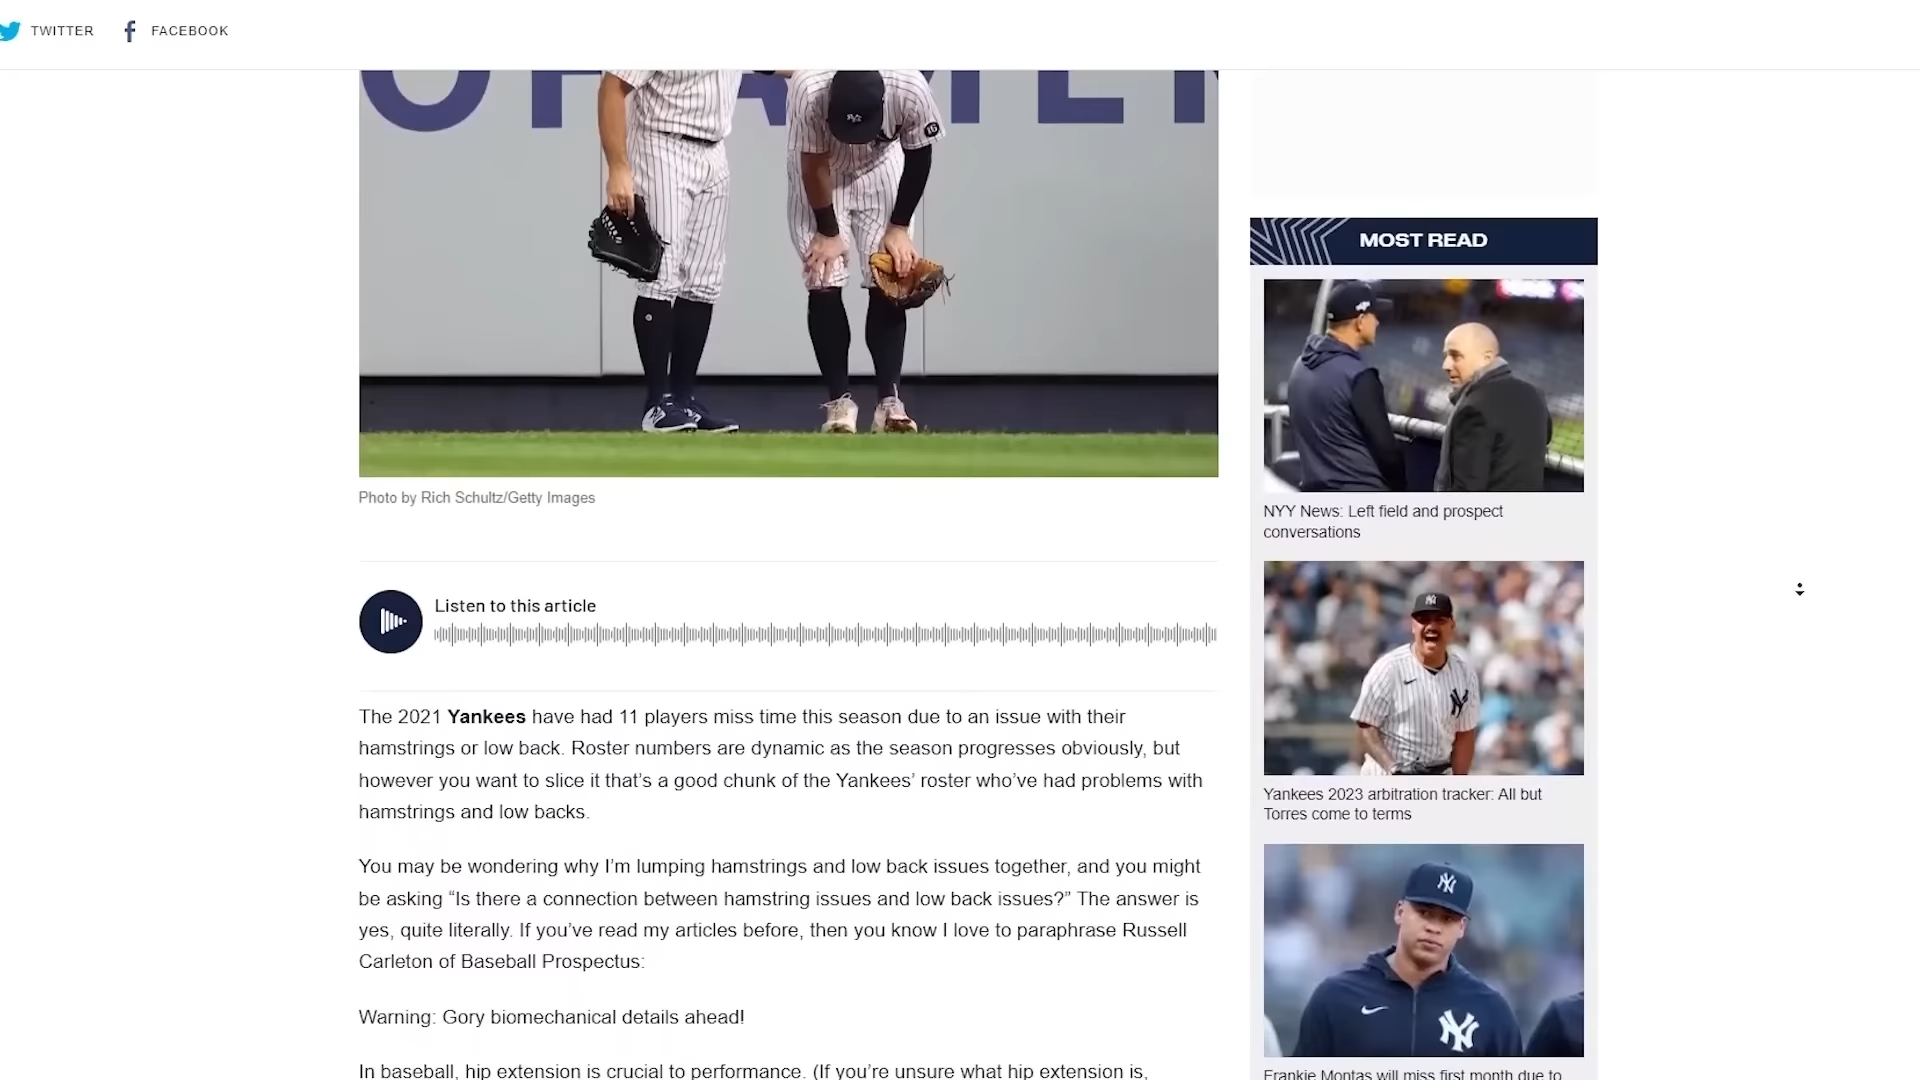 TWITTER
FACEBOOK
16
Photo by Rich Schultz/Getty Images
Listen to this article
The 2021 Yankees have had 11 players miss time this season due to an issue with their
hamstrings or low back. Roster numbers are dynamic as the season progresses obviously, but
however you want to slice it that’s a good chunk of the Yankees’ roster who’ve had problems with
hamstrings and low backs.
You may be wondering why I’m lumping hamstrings and low back issues together, and you might
be asking “Is there a connection between hamstring issues and low back issues?” The answer is
yes, quite literally. If you’ve read my articles before, then you know I love to paraphrase Russell
Carleton of Baseball Prospectus:
Warning: Gory biomechanical details ahead!
In baseball, hip extension is crucial to performance. (If you’re unsure what hip extension is,
MOST READ
NYY News: Left field and prospect
conversations
Yankees 2023 arbitration tracker: All but
Torres come to terms
Frankie Montas will miss first month due to